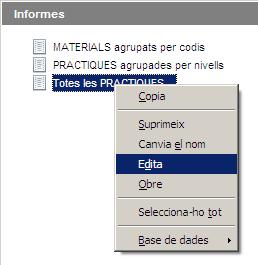 Informes
MATERIALS agrupats per codis
PRACTIQUES agrupades per nivells
Totes les PRACTIQUES
Copia
Suprimeix
Canvia el nom
Edita
Obre
Selecciona-ho tot
Base de dades